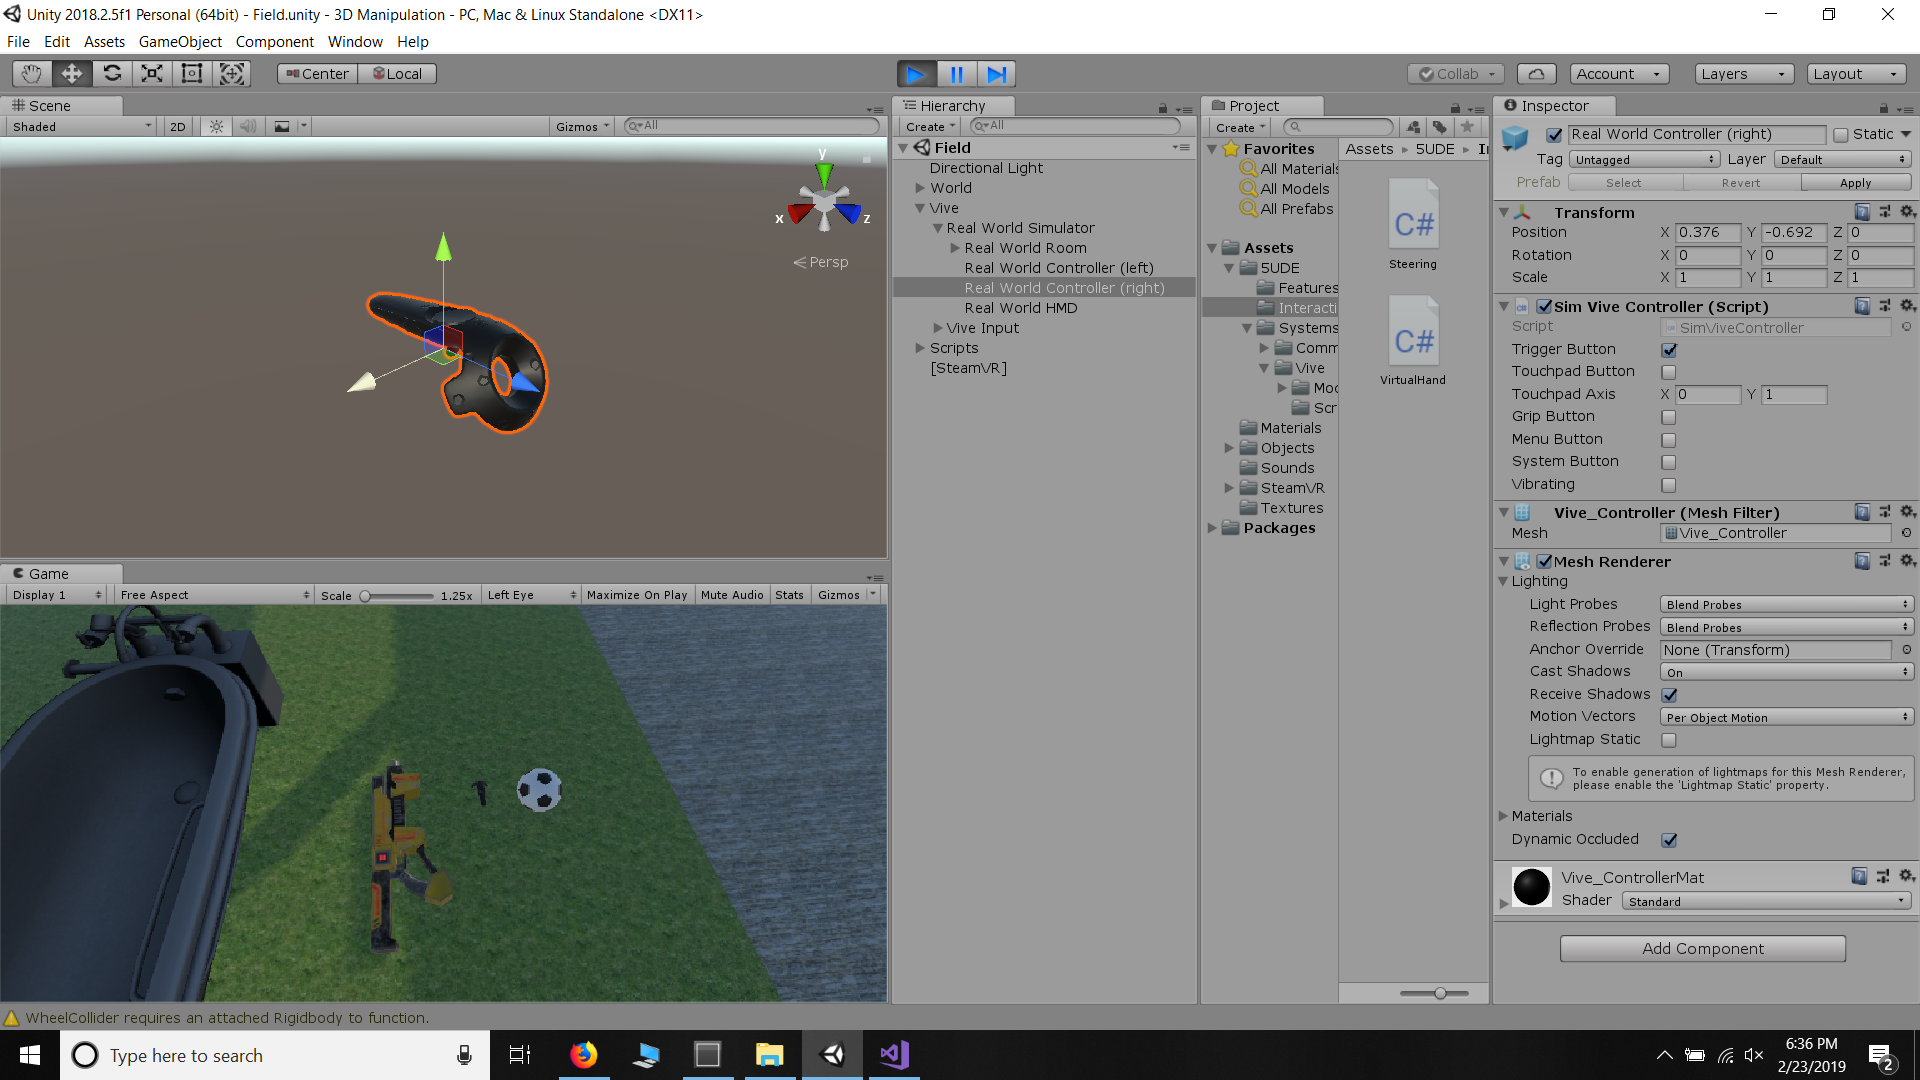 Unity 2018.2.5f1 Personal (64bit) - Field.unity - 3D Manipulation - PC, Mac & Linux Standalone <DX11>
File Edit Assets GameObject Component Window Help
Center Local
Collab Account Layers Layout
Scene
Shaded 2D Gizmos All
y
x z
Persp
Game
Display 1 Free Aspect Scale 1.25x Left Eye Maximize On Play Mute Audio Stats Gizmos
Hierarchy
Create All
Field
Directional Light
World
Vive
Real World Simulator
Real World Room
Real World Controller (left)
Real World Controller (right)
Real World HMD
Vive Input
Scripts
[SteamVR]
Project
Create
Favorites
All Materials
All Models
All Prefabs
Assets
5UDE
Features
Interacti
Systems
Comm
Vive
Moc
Scr
Materials
Objects
Sounds
SteamVR
Textures
Packages
Assets 5UDE In
C#
Steering
C#
VirtualHand
Inspector
Real World Controller (right) Static
Tag Untagged Layer Default
Prefab Select Revert Apply
Transform
Position X 0.376 Y -0.692 Z 0
Rotation X 0 Y 0 Z 0
Scale X 1 Y 1 Z 1
Sim Vive Controller (Script)
Script SimViveController
Trigger Button
Touchpad Button
Touchpad Axis X 0 Y 1
Grip Button
Menu Button
System Button
Vibrating
Vive_Controller (Mesh Filter)
Mesh Vive_Controller
Mesh Renderer
Lighting
Light Probes Blend Probes
Reflection Probes Blend Probes
Anchor Override None (Transform)
Cast Shadows On
Receive Shadows
Motion Vectors Per Object Motion
Lightmap Static
To enable generation of lightmaps for this Mesh Renderer,
please enable the 'Lightmap Static' property.
Materials
Dynamic Occluded
Vive_ControllerMat
Shader Standard
Add Component
WheelCollider requires an attached Rigidbody to function.
Type here to search
6:36 PM
2/23/2019
2